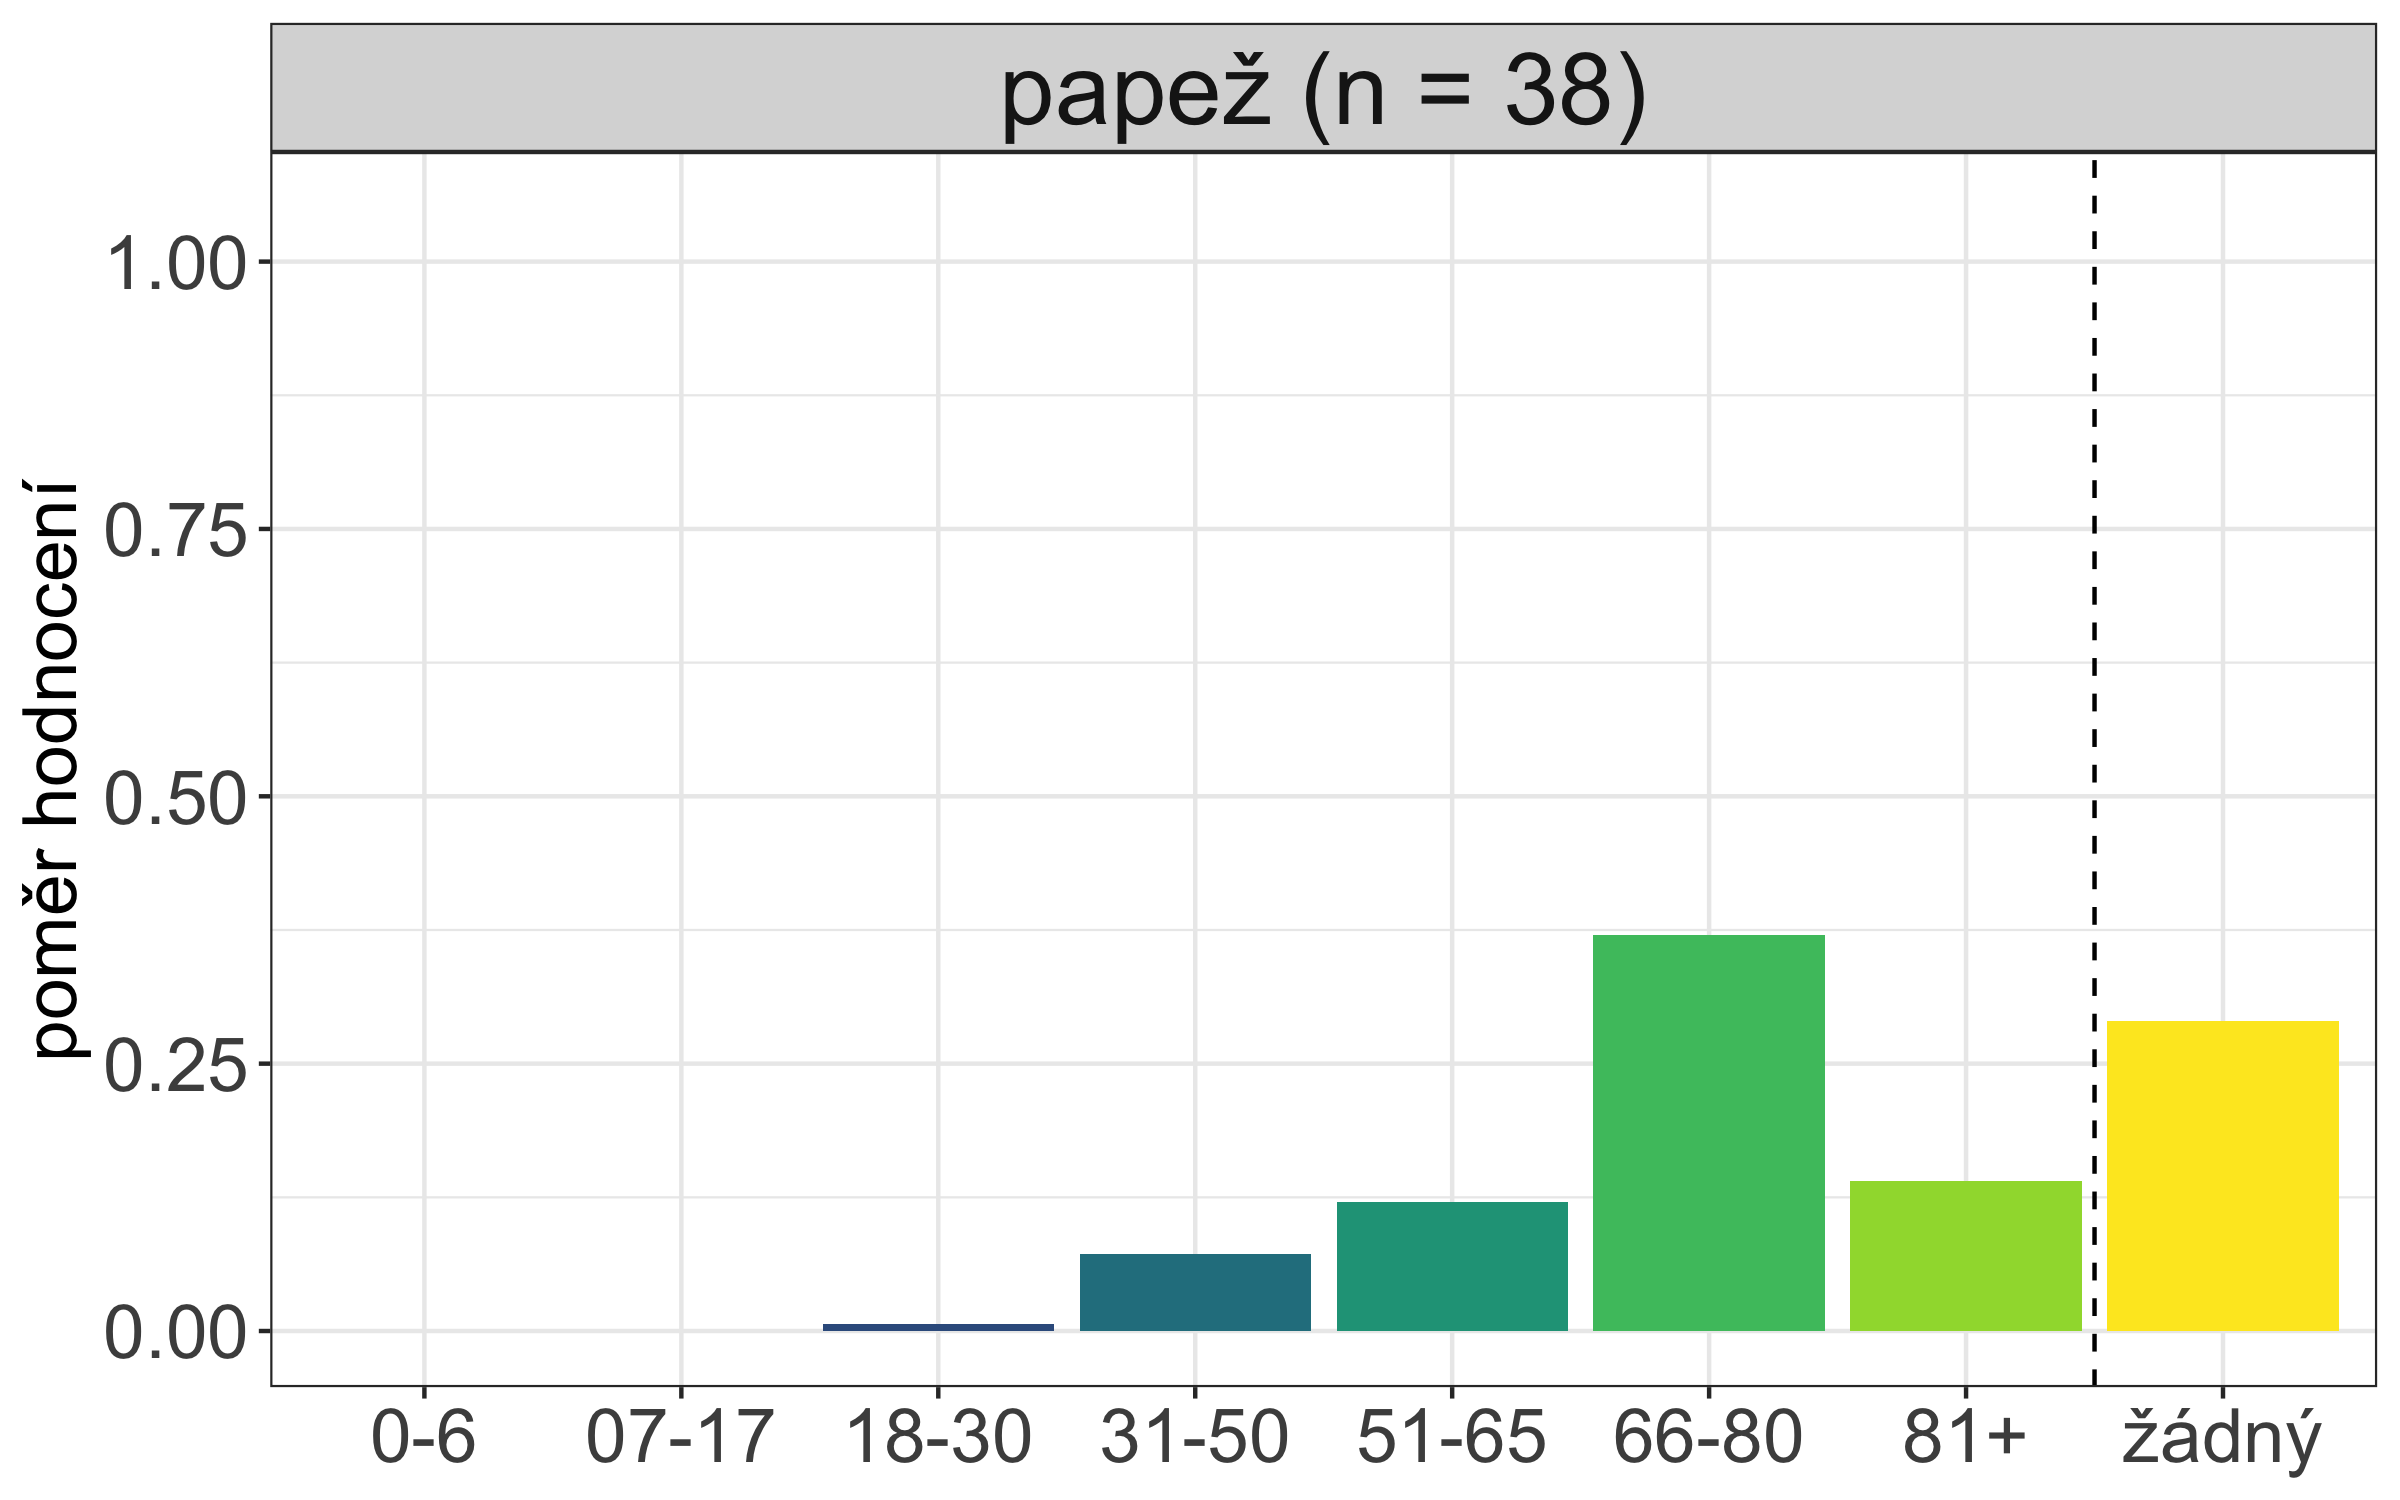 papež (n = 38)
poměr hodnocení
1.00
0.75
0.50
0.25
0.00
0-6 07-17 18-30 31-50 51-65 66-80 81+ žádný